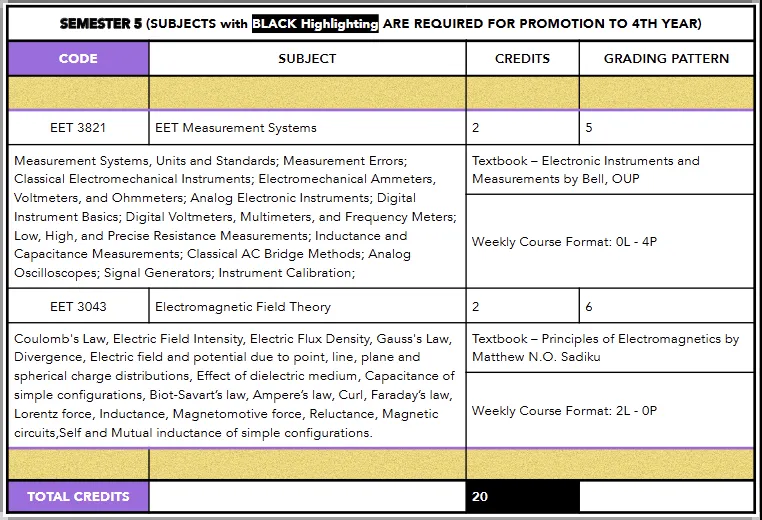 SEMESTER 5 (SUBJECTS with BLACK Highlighting ARE REQUIRED FOR PROMOTION TO 4TH YEAR)
CODE SUBJECT CREDITS GRADING PATTERN
EET 3821 EET Measurement Systems 2 5
Measurement Systems, Units and Standards; Measurement Errors;
Classical Electromechanical Instruments; Electromechanical Ammeters,
Voltmeters, and Ohmmeters; Analog Electronic Instruments; Digital
Instrument Basics; Digital Voltmeters, Multimeters, and Frequency Meters;
Low, High, and Precise Resistance Measurements; Inductance and
Capacitance Measurements; Classical AC Bridge Methods; Analog
Oscilloscopes; Signal Generators; Instrument Calibration;
Textbook – Electronic Instruments and
Measurements by Bell, OUP
Weekly Course Format: 0L - 4P
EET 3043 Electromagnetic Field Theory 2 6
Coulomb's Law, Electric Field Intensity, Electric Flux Density, Gauss's Law,
Divergence, Electric field and potential due to point, line, plane and
spherical charge distributions, Effect of dielectric medium, Capacitance of
simple configurations, Biot-Savart's law, Ampere's law, Curl, Faraday's law,
Lorentz force, Inductance, Magnetomotive force, Reluctance, Magnetic
circuits,Self and Mutual inductance of simple configurations.
Textbook – Principles of Electromagnetics by
Matthew N.O. Sadiku
Weekly Course Format: 2L - 0P
TOTAL CREDITS 20